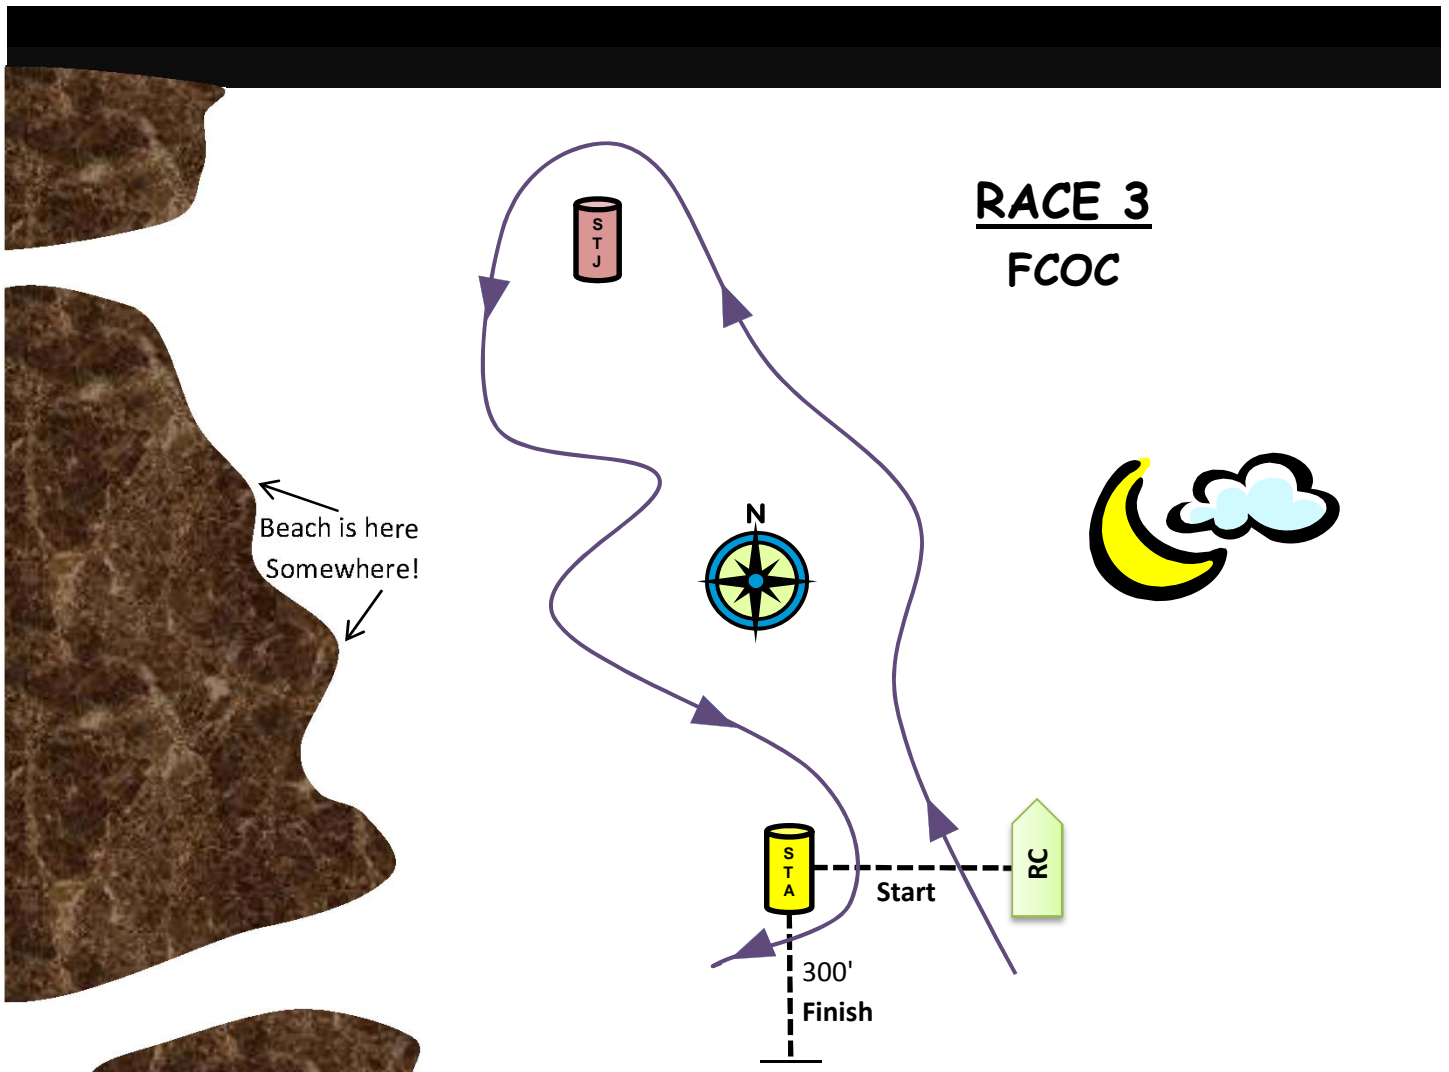 RACE 3
FCOC
S
T
J
N
Beach is here
Somewhere!
S
T
A
Start
RC
300'
Finish